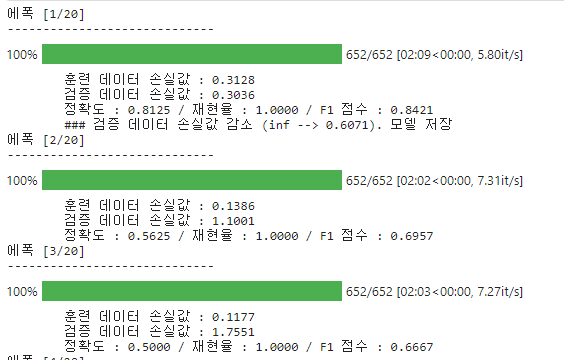 에폭 [1/20]
-----------------------------
100% 652/652 [02:09<00:00, 5.80it/s]
훈련 데이터 손실값 : 0.3128
검증 데이터 손실값 : 0.3036
정확도 : 0.8125 / 재현율 : 1.0000 / F1 점수 : 0.8421
### 검증 데이터 손실값 감소 (inf --> 0.6071). 모델 저장
에폭 [2/20]
-----------------------------
100% 652/652 [02:02<00:00, 7.31it/s]
훈련 데이터 손실값 : 0.1386
검증 데이터 손실값 : 1.1001
정확도 : 0.5625 / 재현율 : 1.0000 / F1 점수 : 0.6957
에폭 [3/20]
-----------------------------
100% 652/652 [02:03<00:00, 7.27it/s]
훈련 데이터 손실값 : 0.1177
검증 데이터 손실값 : 1.7551
정확도 : 0.5000 / 재현율 : 1.0000 / F1 점수 : 0.6667